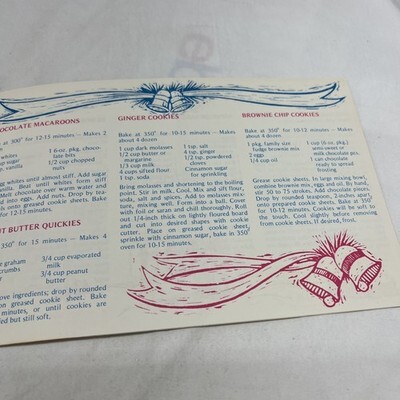 OCOLATE MACAROONS
at 300° for 12-15 minutes — Makes 2
whites
sugar
vanilla
1 6-oz. pkg. choco-
late bits
1/2 cup chopped
nuts
whites until almost stiff. Add sugar
vanilla. Beat until whites form stiff
Melt chocolate over warm water and
into eggs. Add nuts. Drop by tea-
onto greased cookie sheets. Bake
for 12-15 minutes.
UT BUTTER QUICKIES
350° for 15 minutes — Makes 4
graham
crumbs
3/4 cup evaporated
milk
3/4 cup peanut
butter
ove ingredients; drop by rounded
on greased cookie sheet. Bake
minutes, or until cookies are
ed but still soft.
GINGER COOKIES
Bake at 350° for 10-15 minutes — Makes
about 4 dozen
1 cup dark molasses
1/2 cup butter or
margarine
3 cup milk
4 cups sifted flour
1 tsp. soda
1 tsp. salt
4 tsp. ginger
1/2 tsp. powdered
cloves
Cinnamon sugar
for sprinkling
Bring molasses and shortening to the boiling
point. Stir in milk. Cool. Mix and sift flour,
soda, salt and spices. Add to molasses mix-
ture, mixing well. Form into a ball. Cover
with foil or saran and chill thoroughly. Roll
out 1/4-inch thick on lightly floured board
and cut into desired shapes with cookie
cutter. Place on greased cookie sheet,
sprinkle with cinnamon sugar, bake in 350°
oven for 10-15 minutes.
BROWNIE CHIP COOKIES
Bake at 350° for 10-12 minutes — Makes
about 4 dozen
1 pkg. family size
fudge brownie mix
2 eggs
1/4 cup oil
1 cup (6 oz. pkg.)
semi-sweet or
milk chocolate pcs.
1 can chocolate
ready to spread
frosting
Grease cookie sheets. In large mixing bowl,
combine brownie mix, egg and oil. By hand,
stir until 50 to 75 strokes. Add chocolate pieces.
Drop by rounded teaspoon, 2 inches apart,
onto prepared cookie sheets. Bake at 350°
for 10-12 minutes. Cookies will be soft to
the touch. Cool slightly before removing
from cookie sheets. If desired, frost.